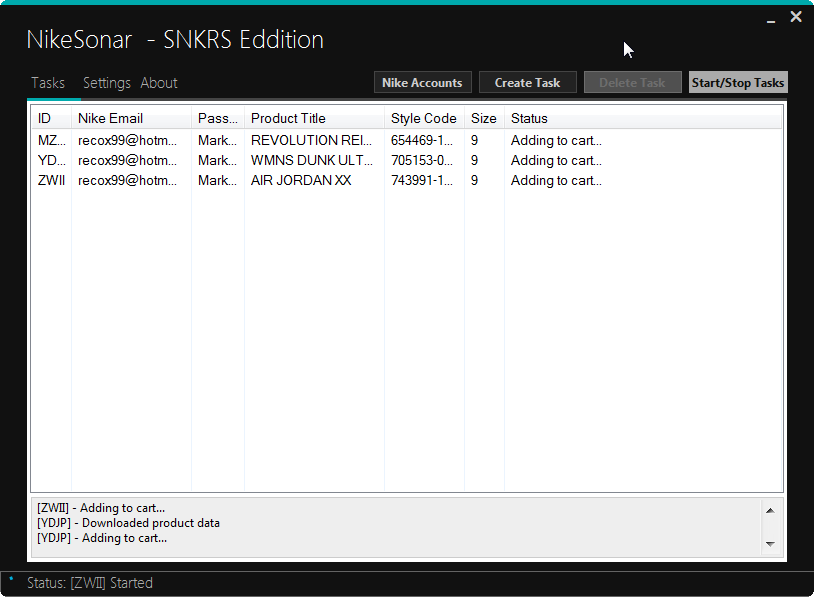 NikeSonar - SNKRS Eddition
Tasks Settings About Nike Accounts Create Task Delete Task Start/Stop Tasks
ID Nike Email Pass... Product Title Style Code Size Status
MZ... recox99@hotm... Mark... REVOLUTION REI... 654469-1... 9 Adding to cart...
YD... recox99@hotm... Mark... WMNS DUNK ULT... 705153-0... 9 Adding to cart...
ZWII recox99@hotm... Mark... AIR JORDAN XX 743991-1... 9 Adding to cart...
[ZWII] - Adding to cart...
[YDJP] - Downloaded product data
[YDJP] - Adding to cart...
* Status: [ZWII] Started